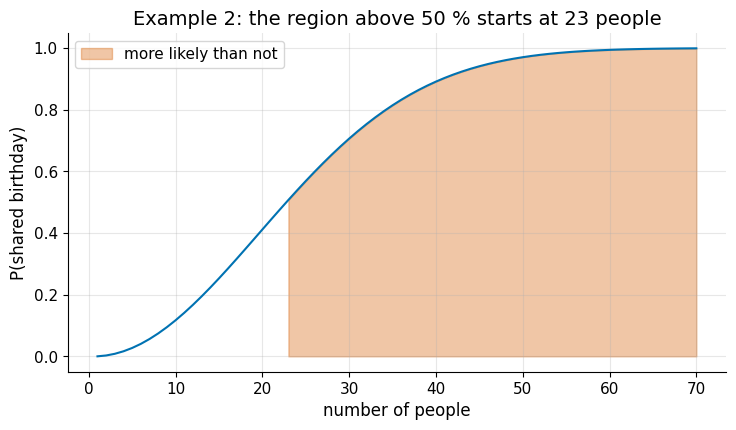 Example 2: the region above 50 % starts at 23 people
more likely than not
P(shared birthday)
1.0
0.8
0.6
0.4
0.2
0.0
0 10 20 30 40 50 60 70
number of people